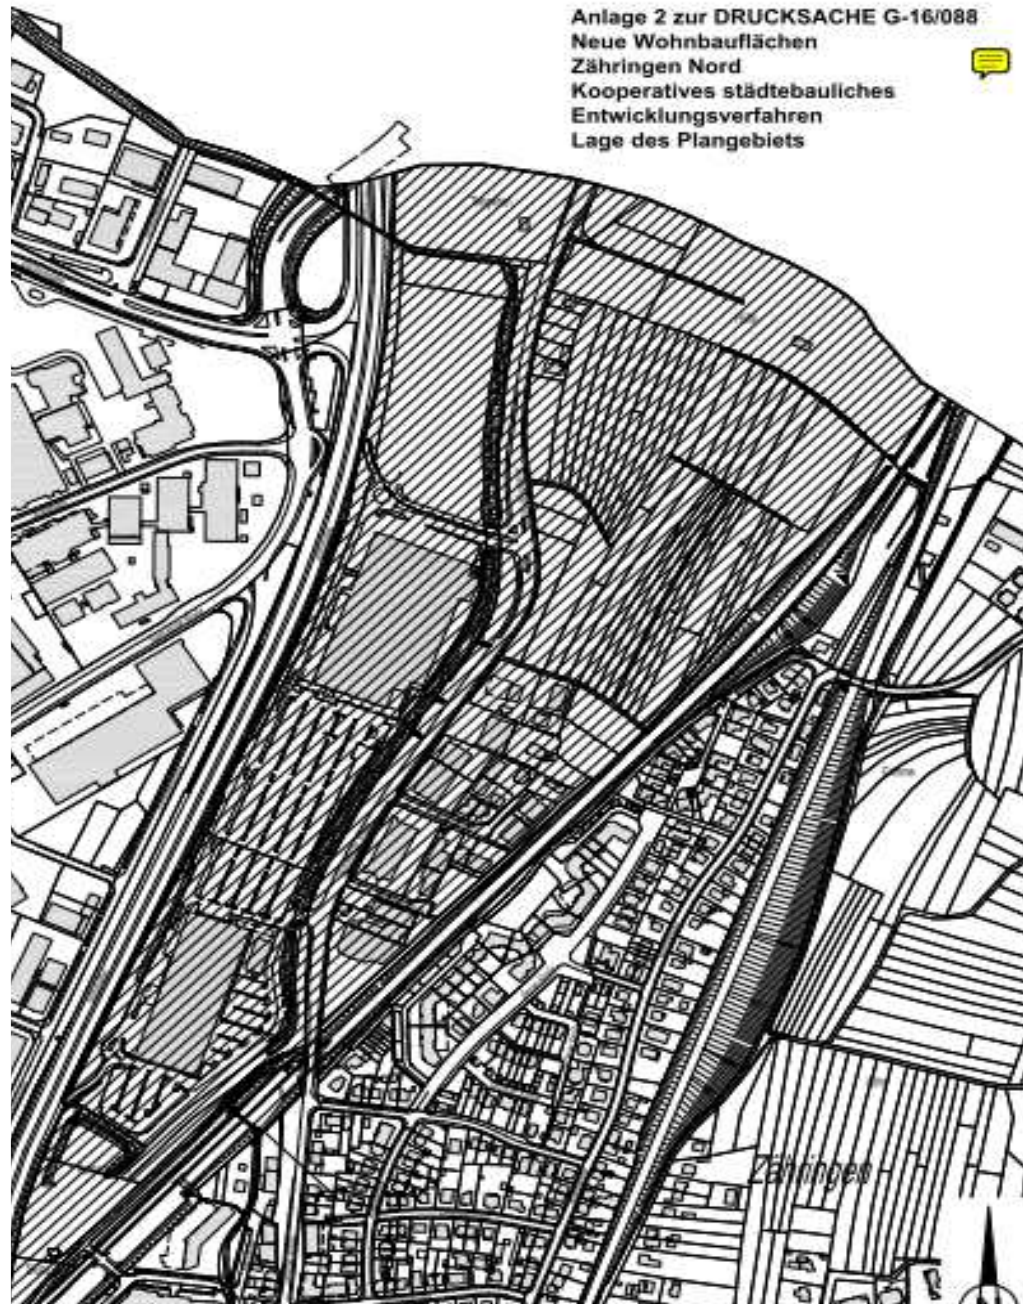 Anlage 2 zur DRUCKSACHE G-16/088
Neue Wohnbauflächen
Zähringen Nord
Kooperatives städtebauliches
Entwicklungsverfahren
Lage des Plangebiets
Zähringen